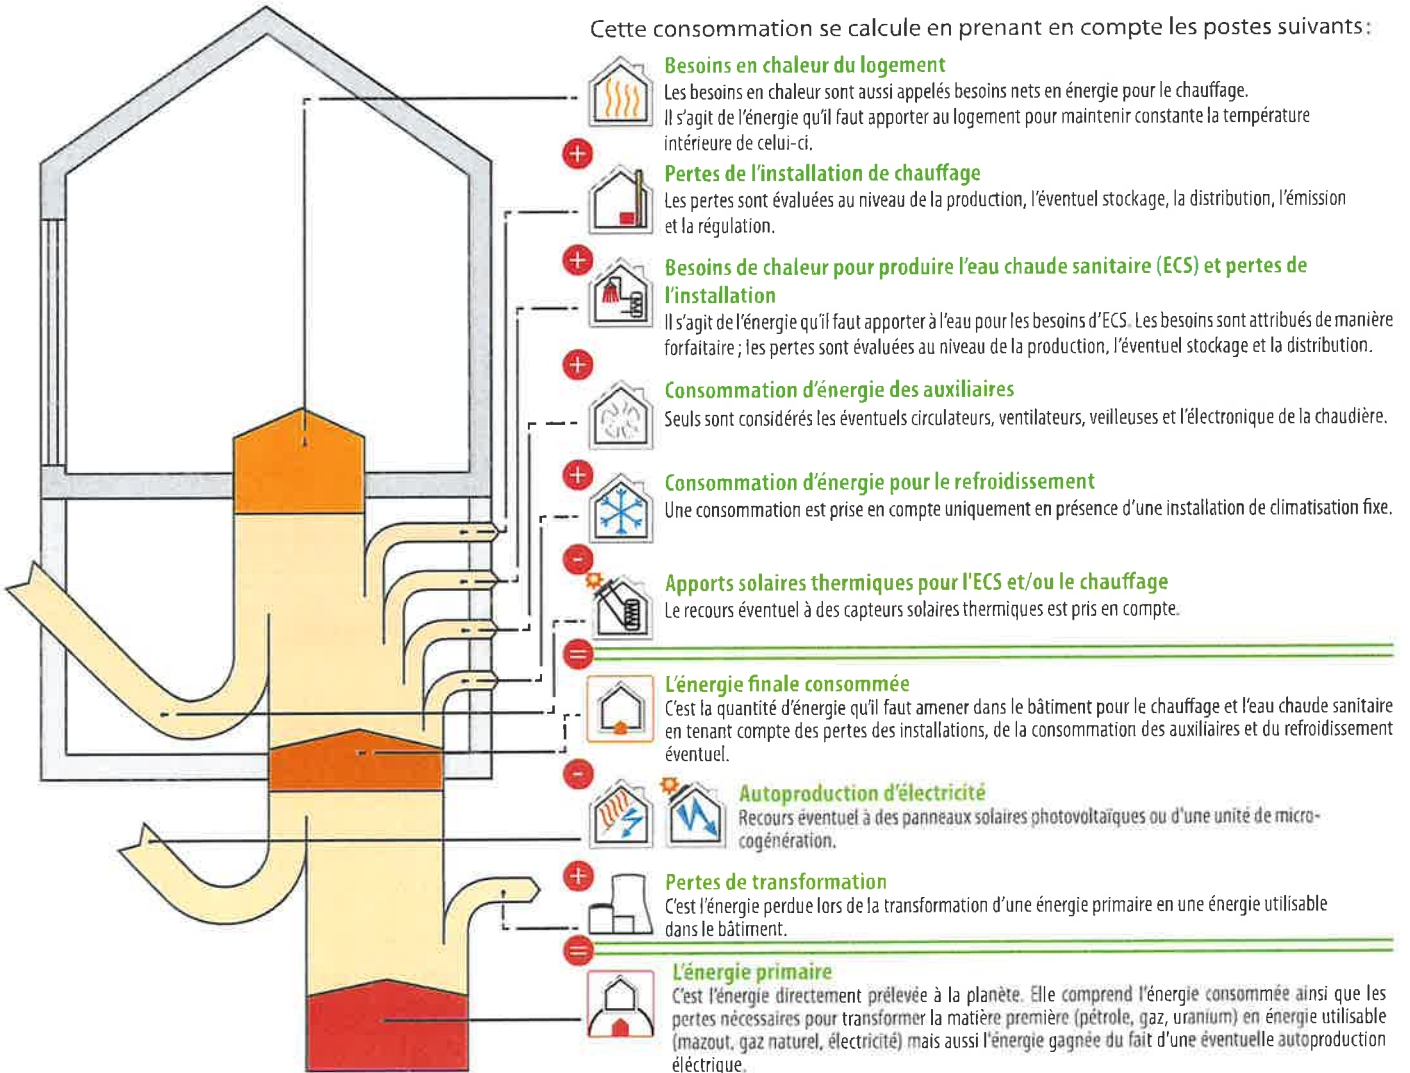 Cette consommation se calcule en prenant en compte les postes suivants :
Besoins en chaleur du logement
Les besoins en chaleur sont aussi appelés besoins nets en énergie pour le chauffage.
Il s'agit de l'énergie qu'il faut apporter au logement pour maintenir constante la température
intérieure de celui-ci.
+
Pertes de l'installation de chauffage
Les pertes sont évaluées au niveau de la production, l'éventuel stockage, la distribution, l'émission
et la régulation.
+
Besoins de chaleur pour produire l'eau chaude sanitaire (ECS) et pertes de
l'installation
Il s'agit de l'énergie qu'il faut apporter à l'eau pour les besoins d'ECS. Les besoins sont attribués de manière
forfaitaire ; les pertes sont évaluées au niveau de la production, l'éventuel stockage et la distribution.
+
Consommation d'énergie des auxiliaires
Seuls sont considérés les éventuels circulateurs, ventilateurs, veilleuses et l'électronique de la chaudière.
+
Consommation d'énergie pour le refroidissement
Une consommation est prise en compte uniquement en présence d'une installation de climatisation fixe.
-
Apports solaires thermiques pour l'ECS et/ou le chauffage
Le recours éventuel à des capteurs solaires thermiques est pris en compte.
=
L'énergie finale consommée
C'est la quantité d'énergie qu'il faut amener dans le bâtiment pour le chauffage et l'eau chaude sanitaire
en tenant compte des pertes des installations, de la consommation des auxiliaires et du refroidissement
éventuel.
-
Autoproduction d'électricité
Recours éventuel à des panneaux solaires photovoltaïques ou d'une unité de micro-
cogénération.
+
Pertes de transformation
C'est l'énergie perdue lors de la transformation d'une énergie primaire en une énergie utilisable
dans le bâtiment.
=
L'énergie primaire
C'est l'énergie directement prélevée à la planète. Elle comprend l'énergie consommée ainsi que les
pertes nécessaires pour transformer la matière première (pétrole, gaz, uranium) en énergie utilisable
(mazout, gaz naturel, électricité) mais aussi l'énergie gagnée du fait d'une éventuelle autoproduction
éléctrique.